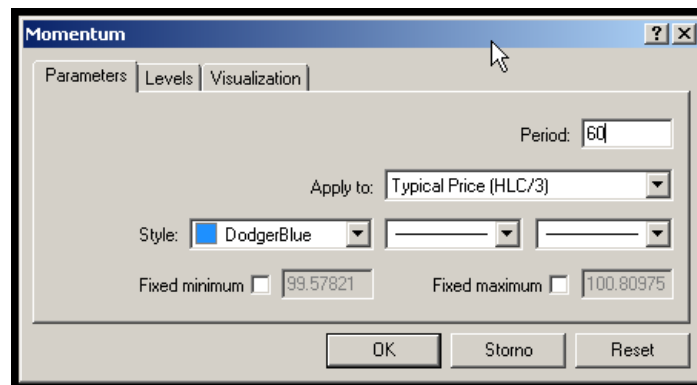 Momentum
Parameters Levels Visualization
Period: 60
Apply to: Typical Price (HLC/3)
Style: DodgerBlue
Fixed minimum 99.57821 Fixed maximum 100.80975
OK Storno Reset